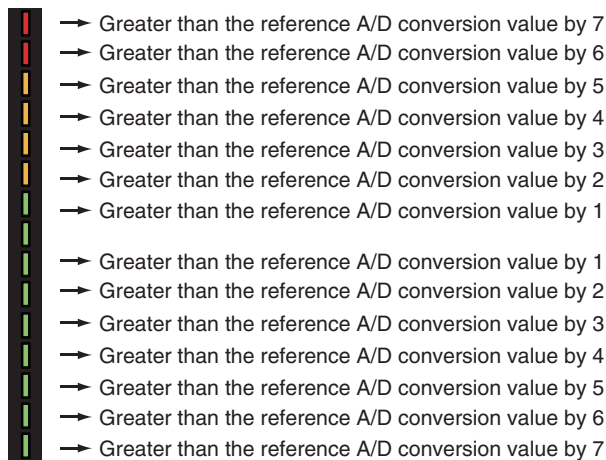 Greater than the reference A/D conversion value by 7
Greater than the reference A/D conversion value by 6
Greater than the reference A/D conversion value by 5
Greater than the reference A/D conversion value by 4
Greater than the reference A/D conversion value by 3
Greater than the reference A/D conversion value by 2
Greater than the reference A/D conversion value by 1
Greater than the reference A/D conversion value by 1
Greater than the reference A/D conversion value by 2
Greater than the reference A/D conversion value by 3
Greater than the reference A/D conversion value by 4
Greater than the reference A/D conversion value by 5
Greater than the reference A/D conversion value by 6
Greater than the reference A/D conversion value by 7